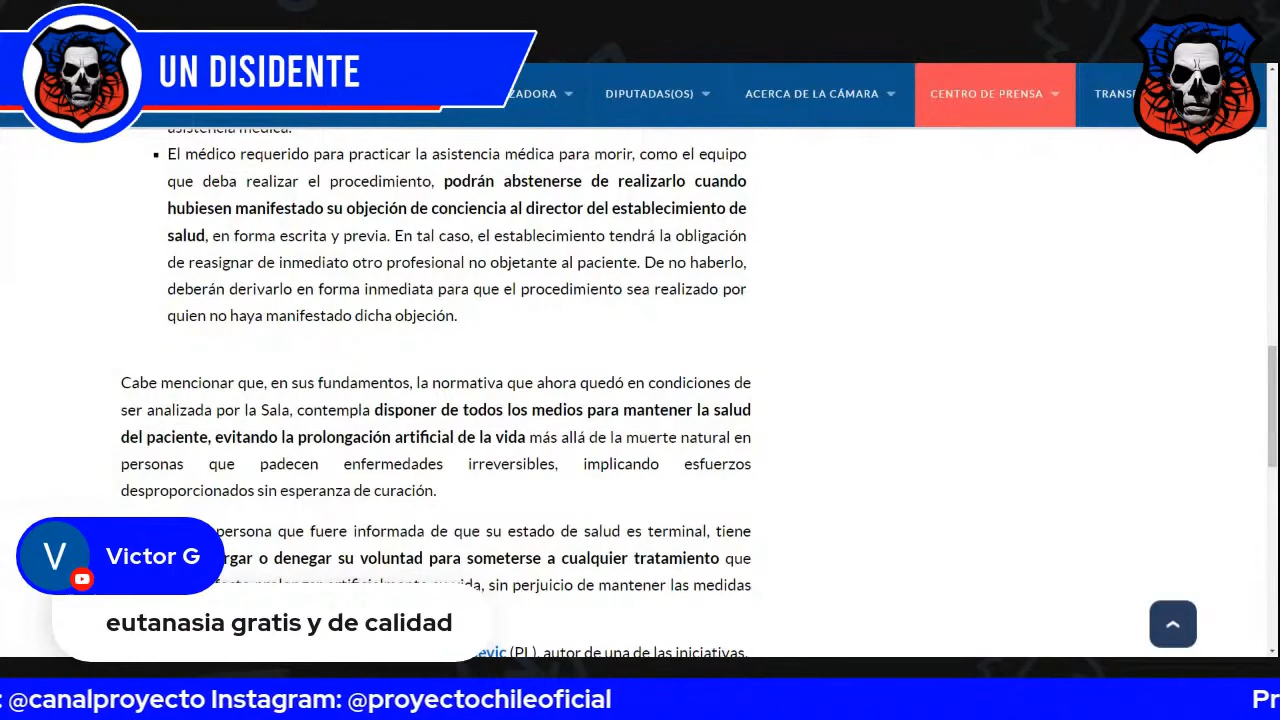 UN DISIDENTE
ZADORA
DIPUTADAS(OS)
ACERCA DE LA CÁMARA
CENTRO DE PRENSA
asistencia médica.
▪ El médico requerido para practicar la asistencia médica para morir, como el equipo
que deba realizar el procedimiento, podrán abstenerse de realizarlo cuando
hubiesen manifestado su objeción de conciencia al director del establecimiento de
salud, en forma escrita y previa. En tal caso, el establecimiento tendrá la obligación
de reasignar de inmediato otro profesional no objetante al paciente. De no haberlo,
deberán derivarlo en forma inmediata para que el procedimiento sea realizado por
quien no haya manifestado dicha objeción.
Cabe mencionar que, en sus fundamentos, la normativa que ahora quedó en condiciones de
ser analizada por la Sala, contempla disponer de todos los medios para mantener la salud
del paciente, evitando la prolongación artificial de la vida más allá de la muerte natural en
personas que padecen enfermedades irreversibles, implicando esfuerzos
desproporcionados sin esperanza de curación.
persona que fuere informada de que su estado de salud es terminal, tiene
rgar o denegar su voluntad para someterse a cualquier tratamiento que
prolongar artificialmente su vida, sin perjuicio de mantener las medidas
evic (PL), autor de una de las iniciativas,
V
Victor G
eutanasia gratis y de calidad
: @canalproyecto Instagram: @proyectochileoficial
Pr